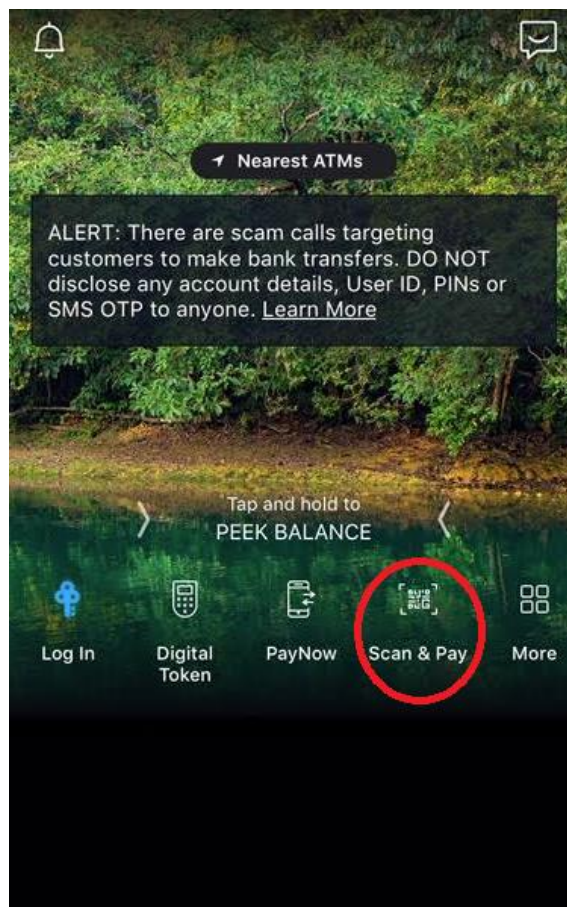 Nearest ATMs
ALERT: There are scam calls targeting
customers to make bank transfers. DO NOT
disclose any account details, User ID, PINs or
SMS OTP to anyone. Learn More
Tap and hold to
PEEK BALANCE
Log In
Digital
Token
PayNow
Scan & Pay
More